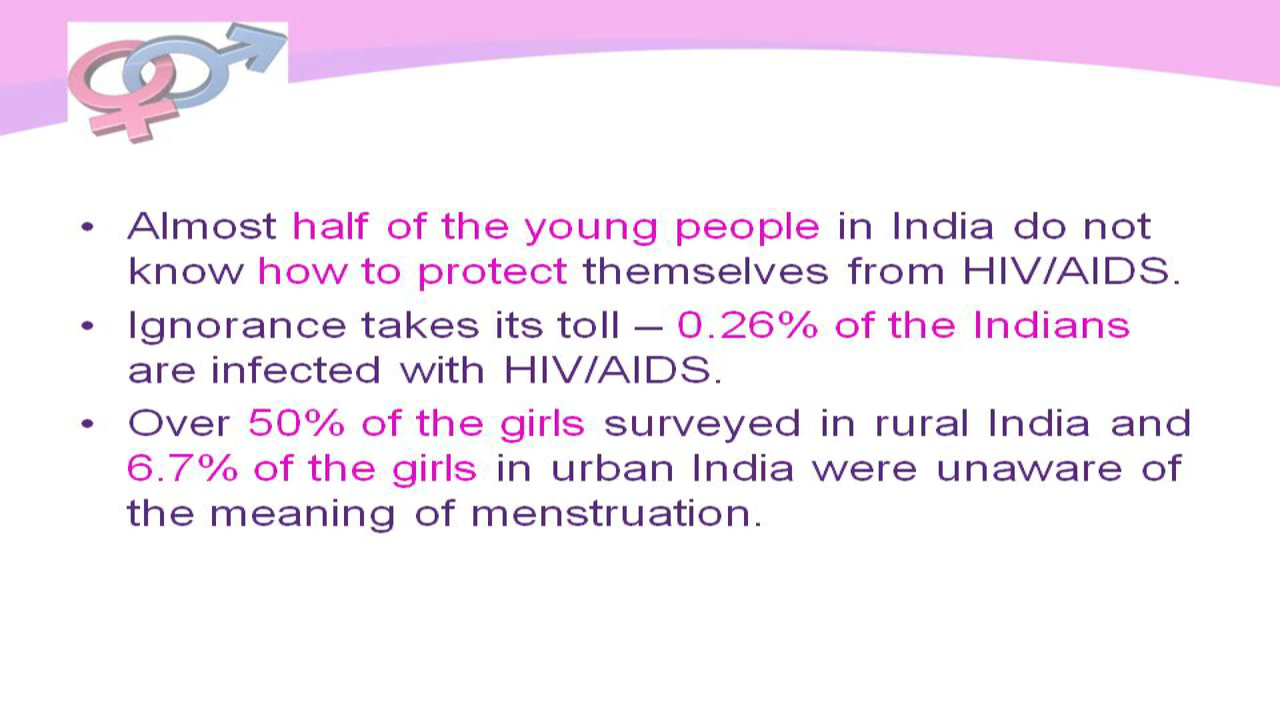 • Almost half of the young people in India do not
know how to protect themselves from HIV/AIDS.
• Ignorance takes its toll – 0.26% of the Indians
are infected with HIV/AIDS.
• Over 50% of the girls surveyed in rural India and
6.7% of the girls in urban India were unaware of
the meaning of menstruation.